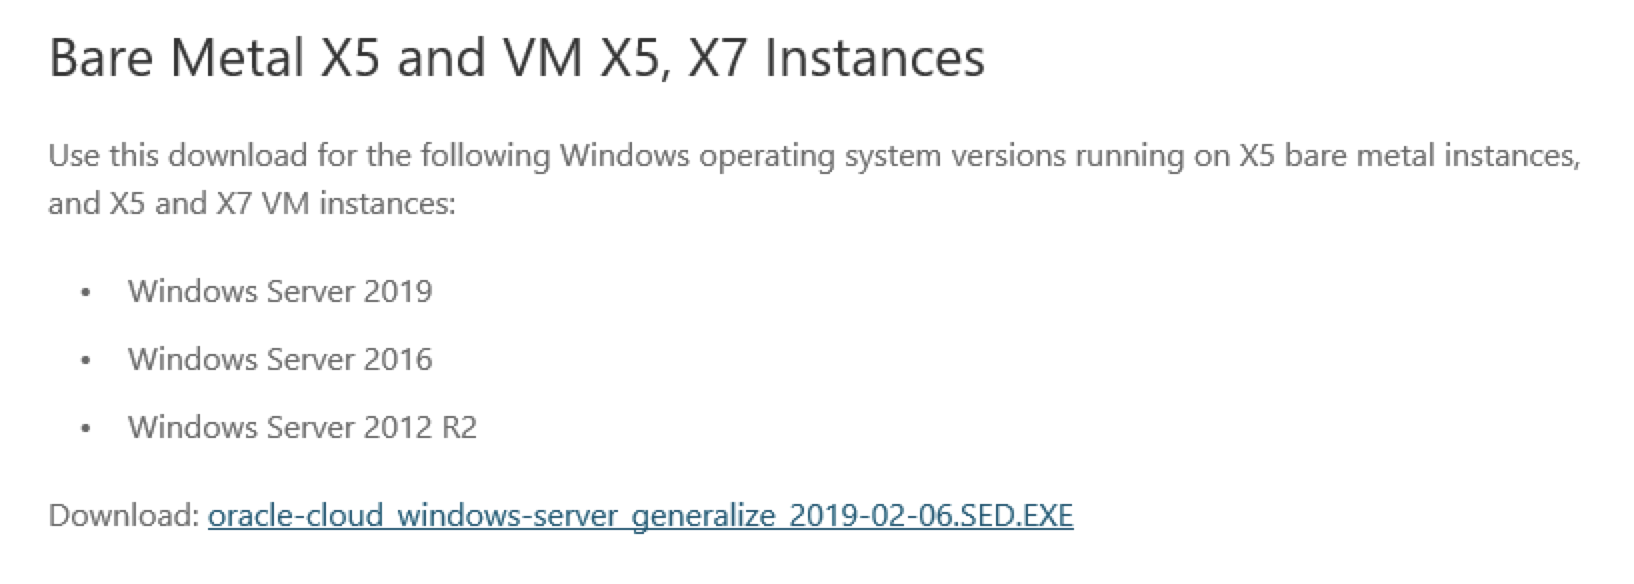 Bare Metal X5 and VM X5, X7 Instances
Use this download for the following Windows operating system versions running on X5 bare metal instances,
and X5 and X7 VM instances:
• Windows Server 2019
• Windows Server 2016
• Windows Server 2012 R2
Download: oracle-cloud_windows-server_generalize_2019-02-06.SED.EXE